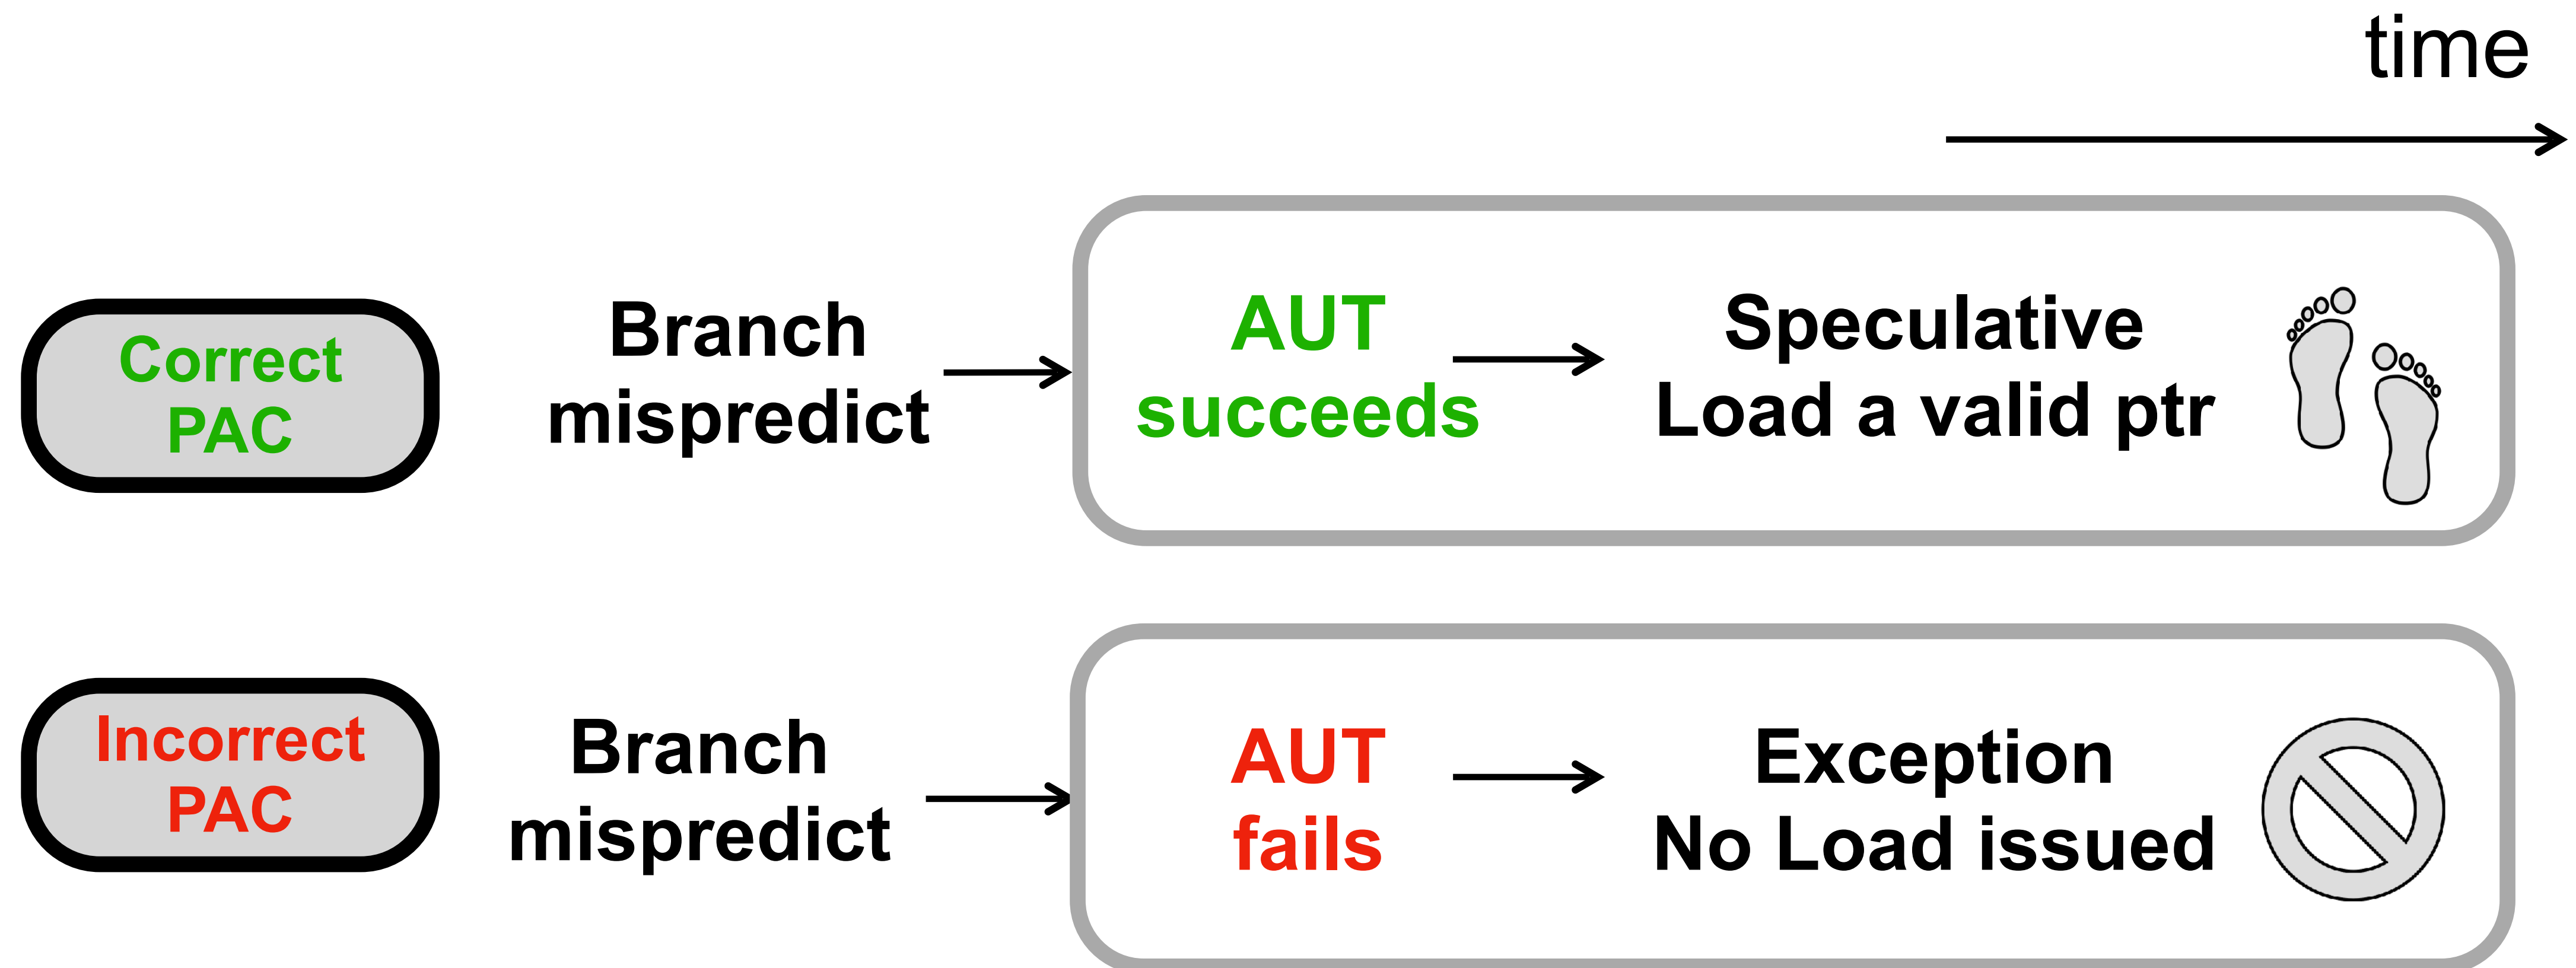 time
Correct
PAC
Branch
mispredict
AUT
succeeds
Speculative
Load a valid ptr
Incorrect
PAC
Branch
mispredict
AUT
fails
Exception
No Load issued